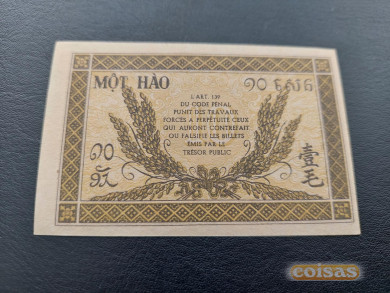 MỘT HÀO
L'ART. 139
DU CODE PÉNAL
PUNIT DES TRAVAUX
FORCÉS A PERPÉTUITÉ CEUX
QUI AURONT CONTREFAIT
OU FALSIFIÉ LES BILLETS
ÉMIS PAR LE
TRÉSOR PUBLIC
壹毛
coisas